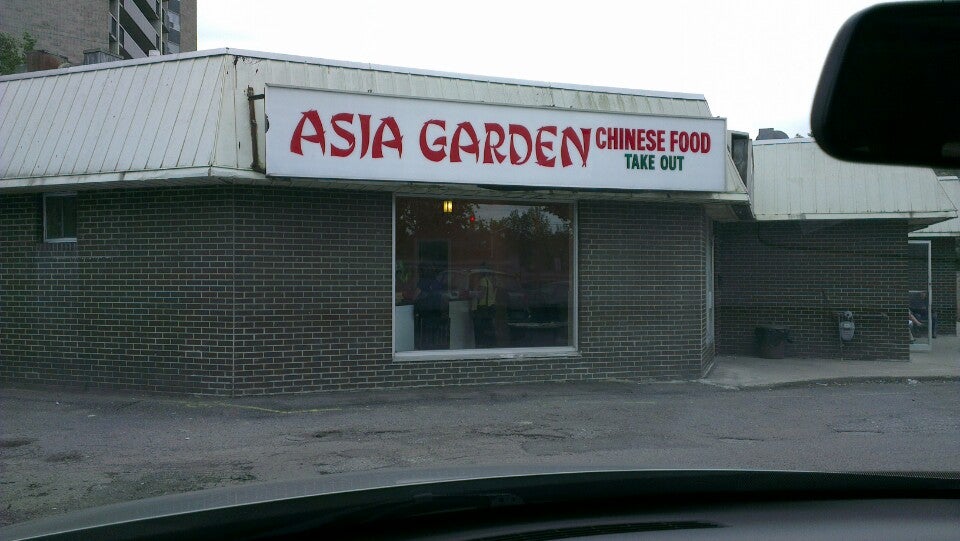 ASIA GARDEN CHINESE FOOD
TAKE OUT